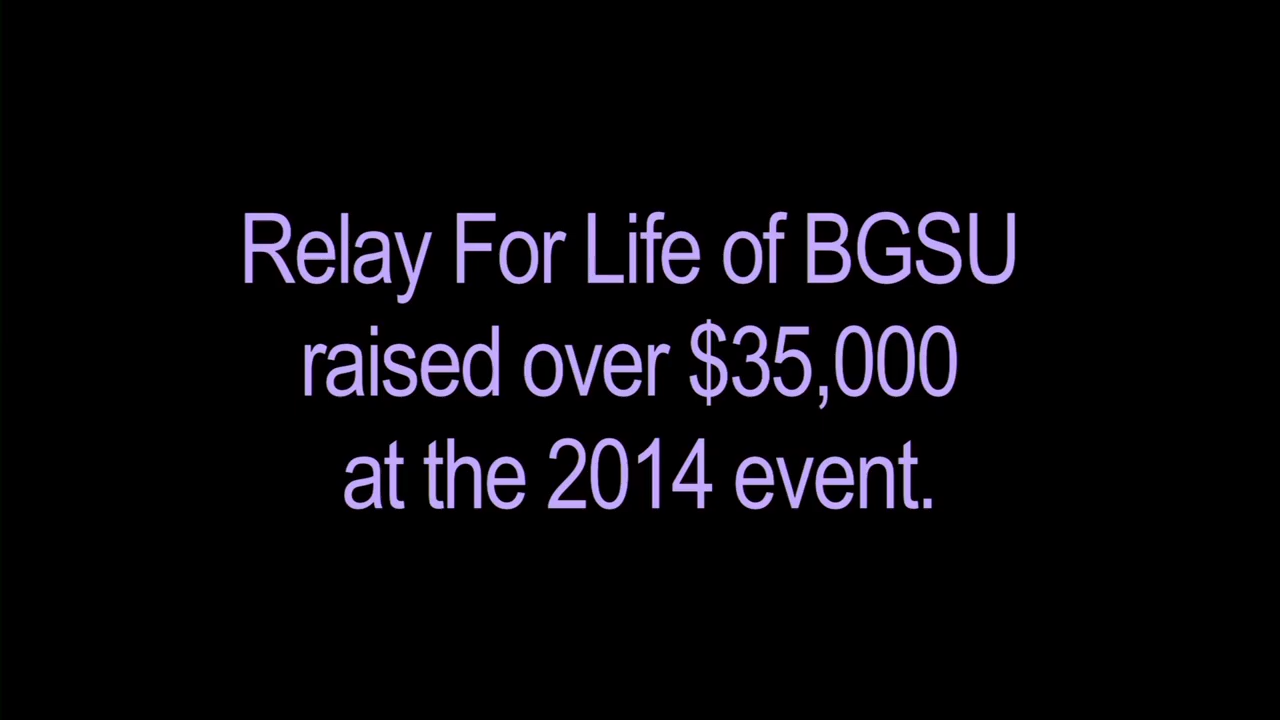 Relay For Life of BGSU
raised over $35,000
at the 2014 event.